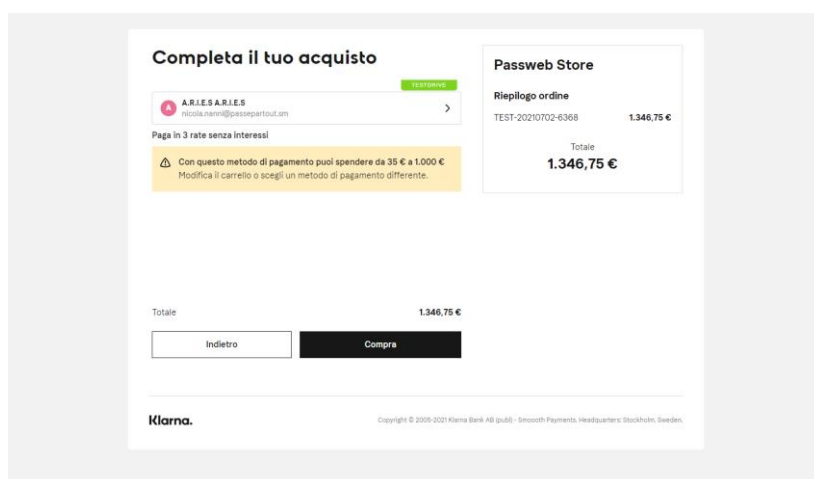 Completa il tuo acquisto
TESTDRIVE
A
A.R.I.E.S A.R.I.E.S
nicola.nanni@passepartout.sm
Paga in 3 rate senza interessi
Con questo metodo di pagamento puoi spendere da 35 € a 1.000 €
Modifica il carrello o scegli un metodo di pagamento differente.
Totale 1.346,75 €
Indietro Compra
Passweb Store
Riepilogo ordine
TEST-20210702-6368 1.346,75 €
Totale
1.346,75 €
Klarna.
Copyright © 2005-2021 Klarna Bank AB (publ) - Smoooth Payments. Headquarters: Stockholm, Sweden.